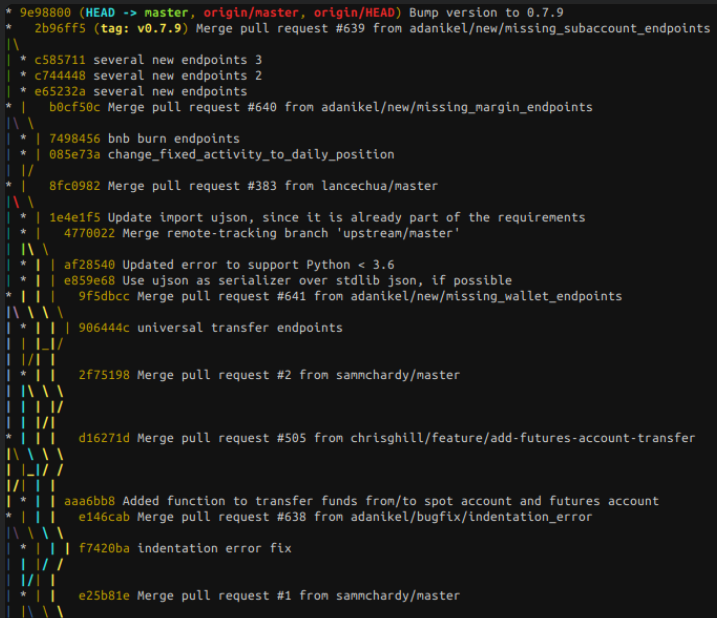 * 9e98800 (HEAD -> master, origin/master, origin/HEAD) Bump version to 0.7.9
*   2b96ff5 (tag: v0.7.9) Merge pull request #639 from adanikel/new/missing_subaccount_endpoints
|\
| * c585711 several new endpoints 3
| * c744448 several new endpoints 2
| * e65232a several new endpoints
* |   b0cf50c Merge pull request #640 from adanikel/new/missing_margin_endpoints
|\ \
| * | 7498456 bnb burn endpoints
| * | 085e73a change_fixed_activity_to_daily_position
| |/
* |   8fc0982 Merge pull request #383 from lancechua/master
|\ \
| * | 1e4e1f5 Update import ujson, since it is already part of the requirements
| * |   4770022 Merge remote-tracking branch 'upstream/master'
| |\ \
| * | | af28540 Updated error to support Python < 3.6
| * | | e859e68 Use ujson as serializer over stdlib json, if possible
* | | |   9f5dbcc Merge pull request #641 from adanikel/new/missing_wallet_endpoints
|\ \ \ \
| * | | | 906444c universal transfer endpoints
| | |_|/
| |/| |
| * | |   2f75198 Merge pull request #2 from sammchardy/master
| |\ \ \
| | | |/
| | |/|
* | | |   d16271d Merge pull request #505 from chrisghill/feature/add-futures-account-transfer
|\ \ \ \
| |_|/ /
|/| | |
| * | | aaa6bb8 Added function to transfer funds from/to spot account and futures account
* | | |   e146cab Merge pull request #638 from adanikel/bugfix/indentation_error
|\ \ \ \
| * | | | f7420ba indentation error fix
| | |/ /
| |/| |
| * | |   e25b81e Merge pull request #1 from sammchardy/master
| |\ \ \